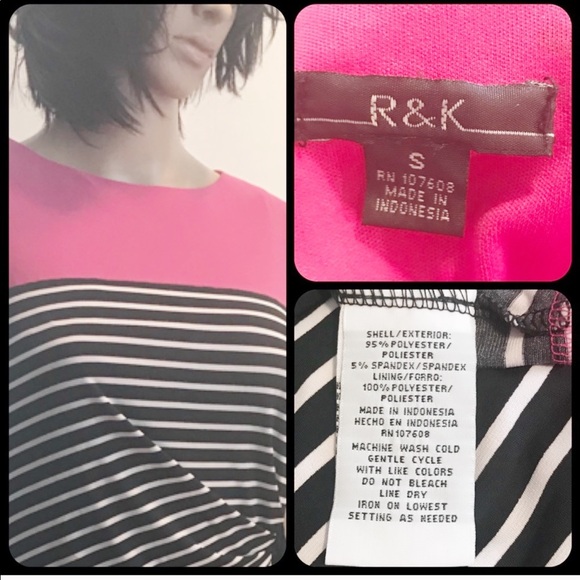 R&K
S
RN 107608
MADE IN
INDONESIA
SHELL/EXTERIOR:
95% POLYESTER/
POLIESTER
5% SPANDEX/SPANDEX
LINING/FORRO:
100% POLYESTER/
POLIESTER
MADE IN INDONESIA
HECHO EN INDONESIA
RN107608
MACHINE WASH COLD
GENTLE CYCLE
WITH LIKE COLORS
DO NOT BLEACH
LINE DRY
IRON ON LOWEST
SETTING AS NEEDED